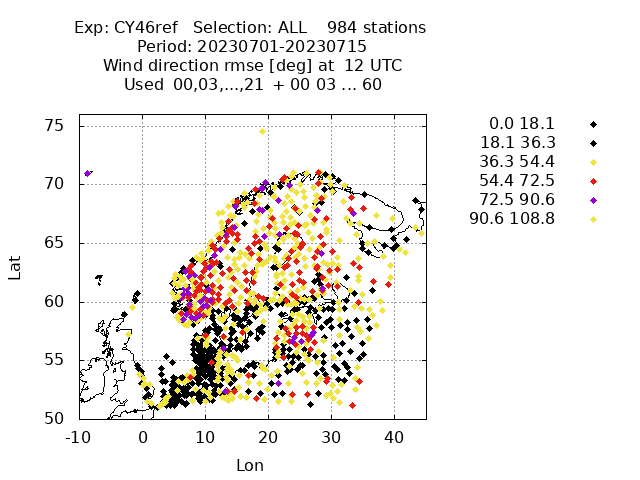 Exp: CY46ref   Selection: ALL    984 stations
Period: 20230701-20230715
Wind direction rmse [deg] at  12 UTC
Used  00,03,...,21  + 00 03 ... 60
0.0 18.1
18.1 36.3
36.3 54.4
54.4 72.5
72.5 90.6
90.6 108.8
75
70
65
60
55
50
Lat
-10 0 10 20 30 40
Lon